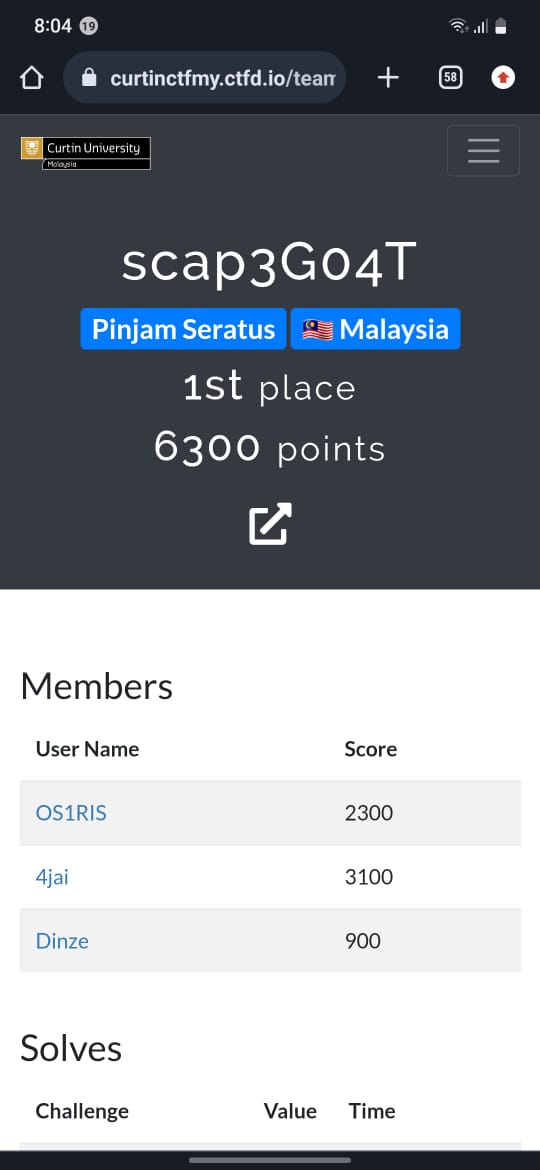 8:04 19
curtinctfmy.ctfd.io/team 58
Curtin University
Malaysia
scap3G04T
Pinjam Seratus Malaysia
1st place
6300 points
Members
User Name Score
OS1RIS 2300
4jai 3100
Dinze 900
Solves
Challenge Value Time